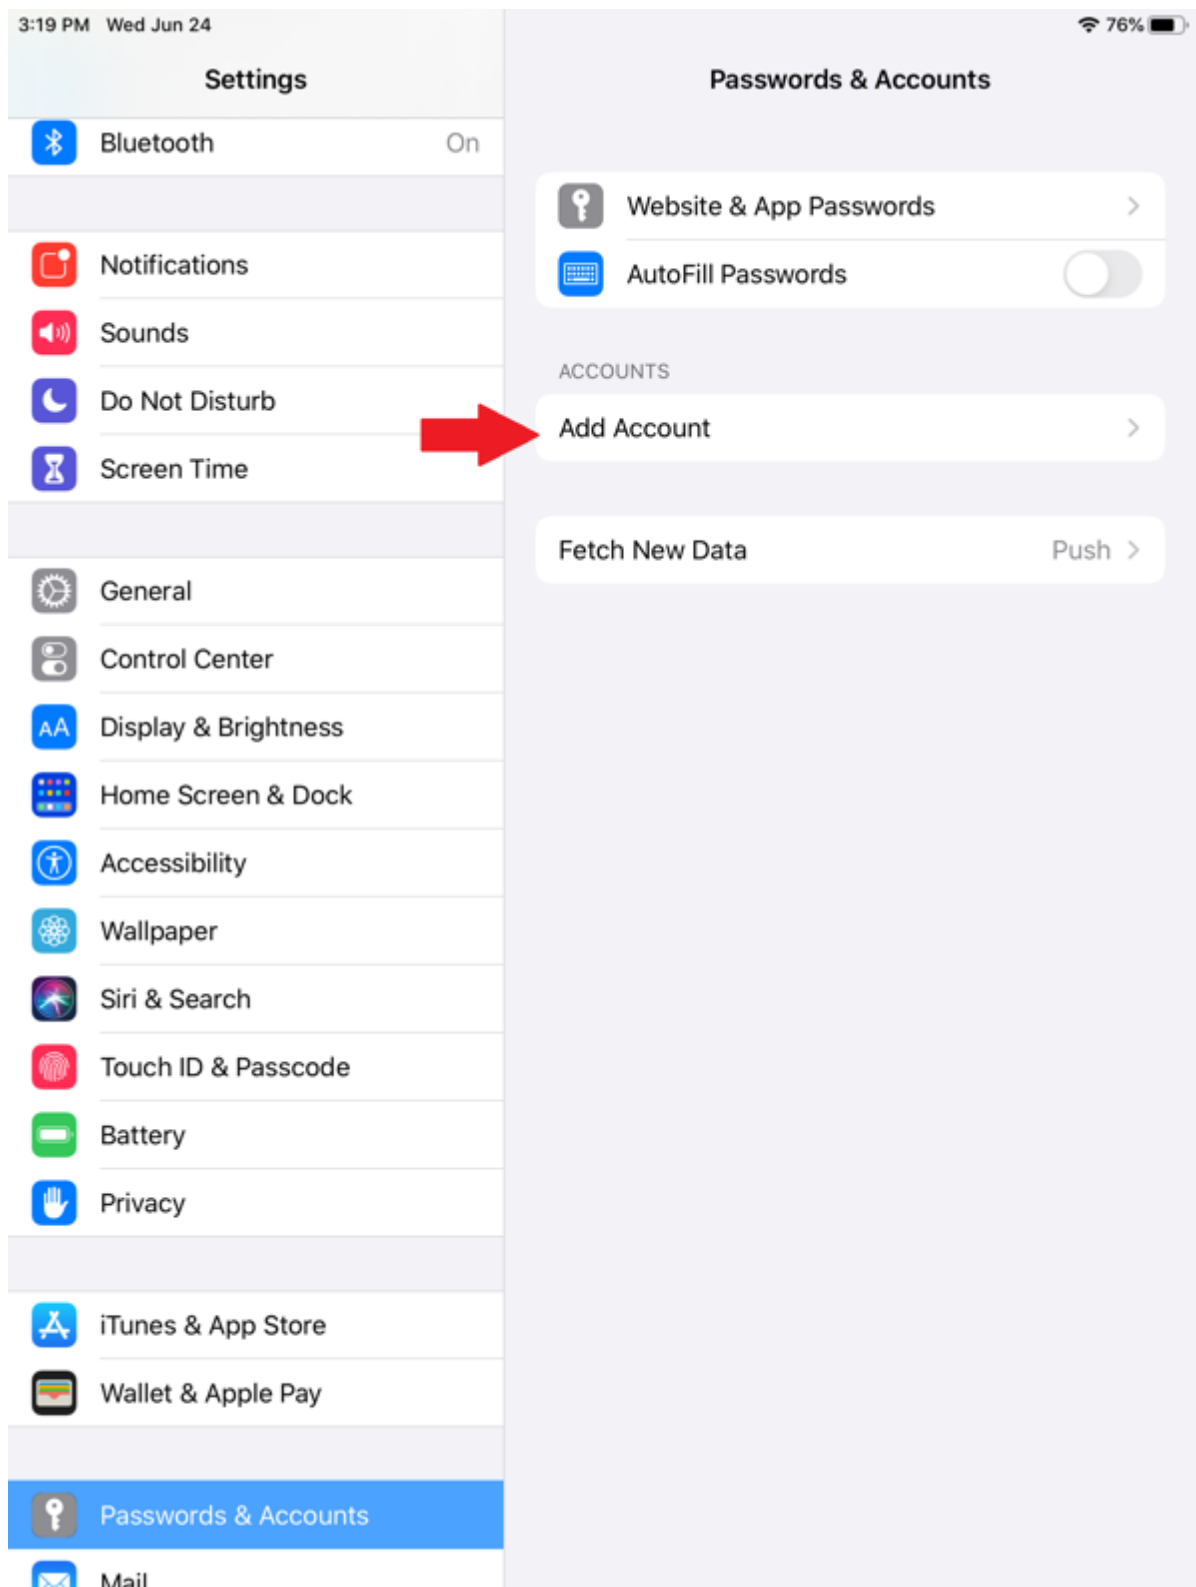 3:19 PM Wed Jun 24
76%
Settings
Bluetooth On
Notifications
Sounds
Do Not Disturb
Screen Time
General
Control Center
AA Display & Brightness
Home Screen & Dock
Accessibility
Wallpaper
Siri & Search
Touch ID & Passcode
Battery
Privacy
iTunes & App Store
Wallet & Apple Pay
Passwords & Accounts
Mail
Passwords & Accounts
Website & App Passwords
AutoFill Passwords
ACCOUNTS
Add Account
Fetch New Data Push